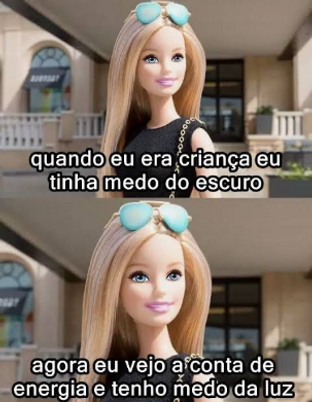 quando eu era criança eu
tinha medo do escuro
agora eu vejo a conta de
energia e tenho medo da luz